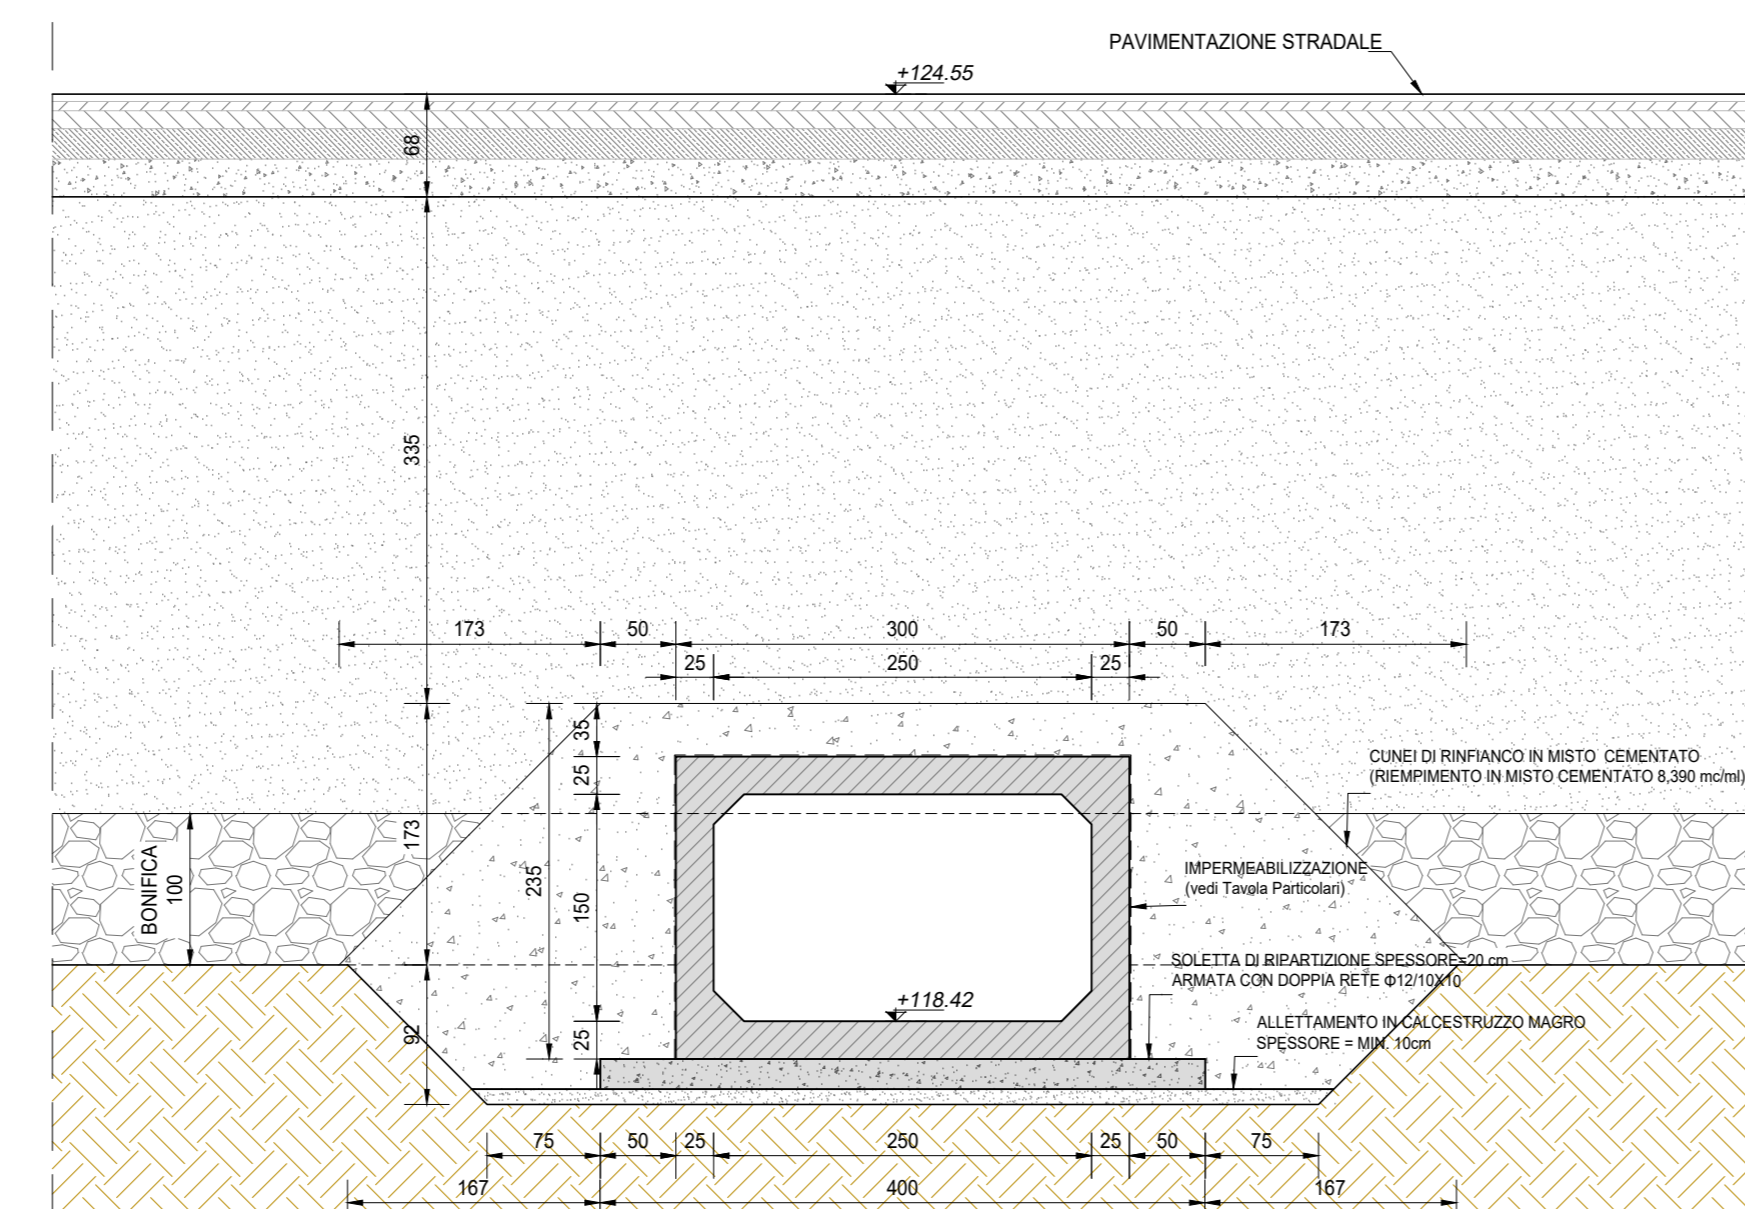 PAVIMENTAZIONE STRADALE
+124.55
68
335
173 50 300 50 173
25 250 25
35
CUNEI DI RINFIANCO IN MISTO CEMENTATO
(RIEMPIMENTO IN MISTO CEMENTATO 8,390 mc/ml)
25
173
BONIFICA
100
235
150
IMPERMEABILIZZAZIONE
(vedi Tavola Particolari)
SOLETTA DI RIPARTIZIONE SPESSORE=20 cm
ARMATA CON DOPPIA RETE Φ12/10X10
+118.42
92
25
ALLETTAMENTO IN CALCESTRUZZO MAGRO
SPESSORE = MIN. 10cm
75 50 25 250 25 50 75
167 400 167